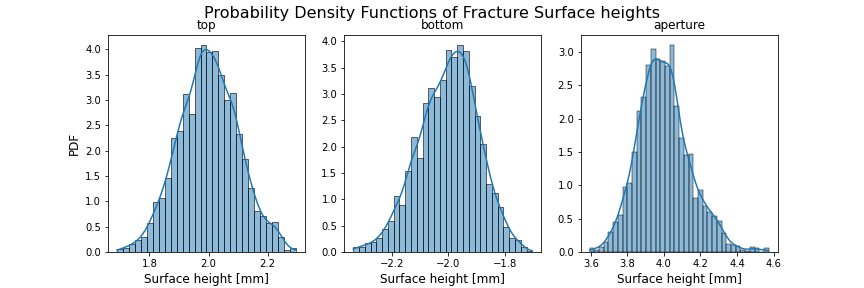 Probability Density Functions of Fracture Surface heights
top
PDF
4.0
3.5
3.0
2.5
2.0
1.5
1.0
0.5
0.0
1.8 2.0 2.2
Surface height [mm]
bottom
4.0
3.5
3.0
2.5
2.0
1.5
1.0
0.5
0.0
−2.2 −2.0 −1.8
Surface height [mm]
aperture
3.0
2.5
2.0
1.5
1.0
0.5
0.0
3.6 3.8 4.0 4.2 4.4 4.6
Surface height [mm]